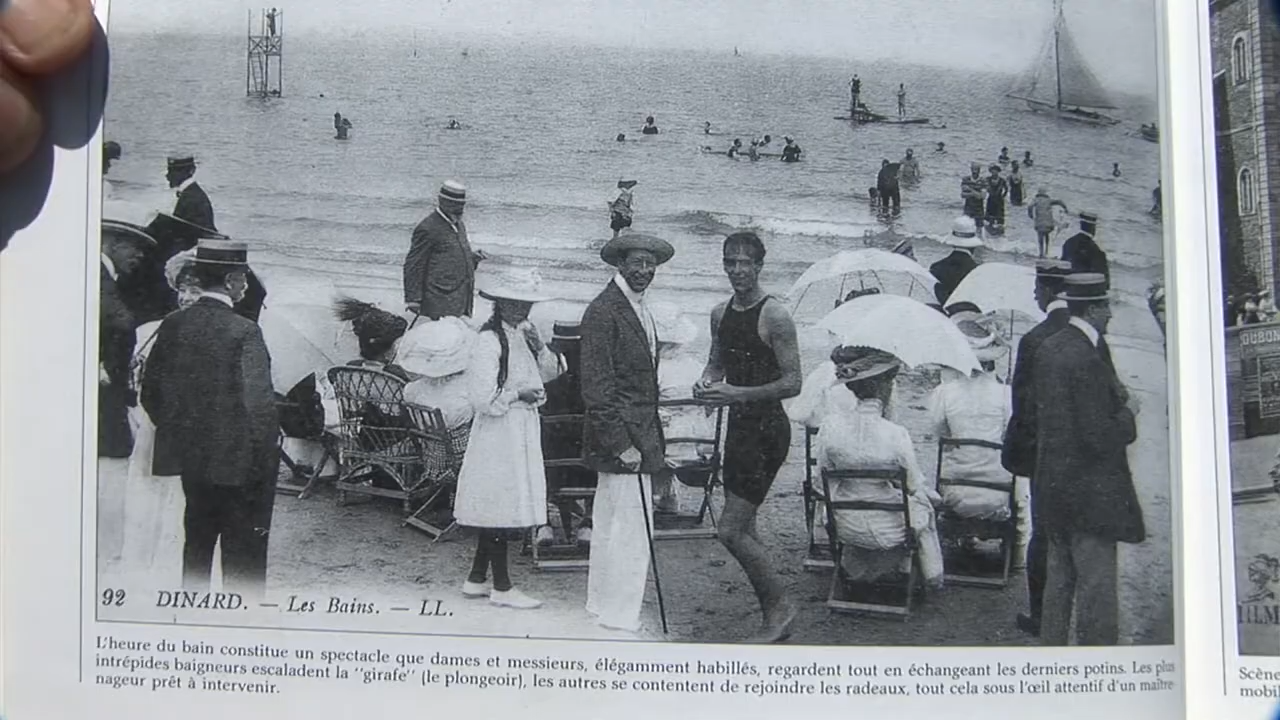 92 DINARD. — Les Bains. — LL.
L'heure du bain constitue un spectacle que dames et messieurs, élégamment habillés, regardent tout en échangeant les derniers potins. Les plus
intrépides baigneurs escaladent la "girafe" (le plongeoir), les autres se contentent de rejoindre les radeaux, tout cela sous l'œil attentif d'un maître
nageur prêt à intervenir.
DUBON
Scène
mobil